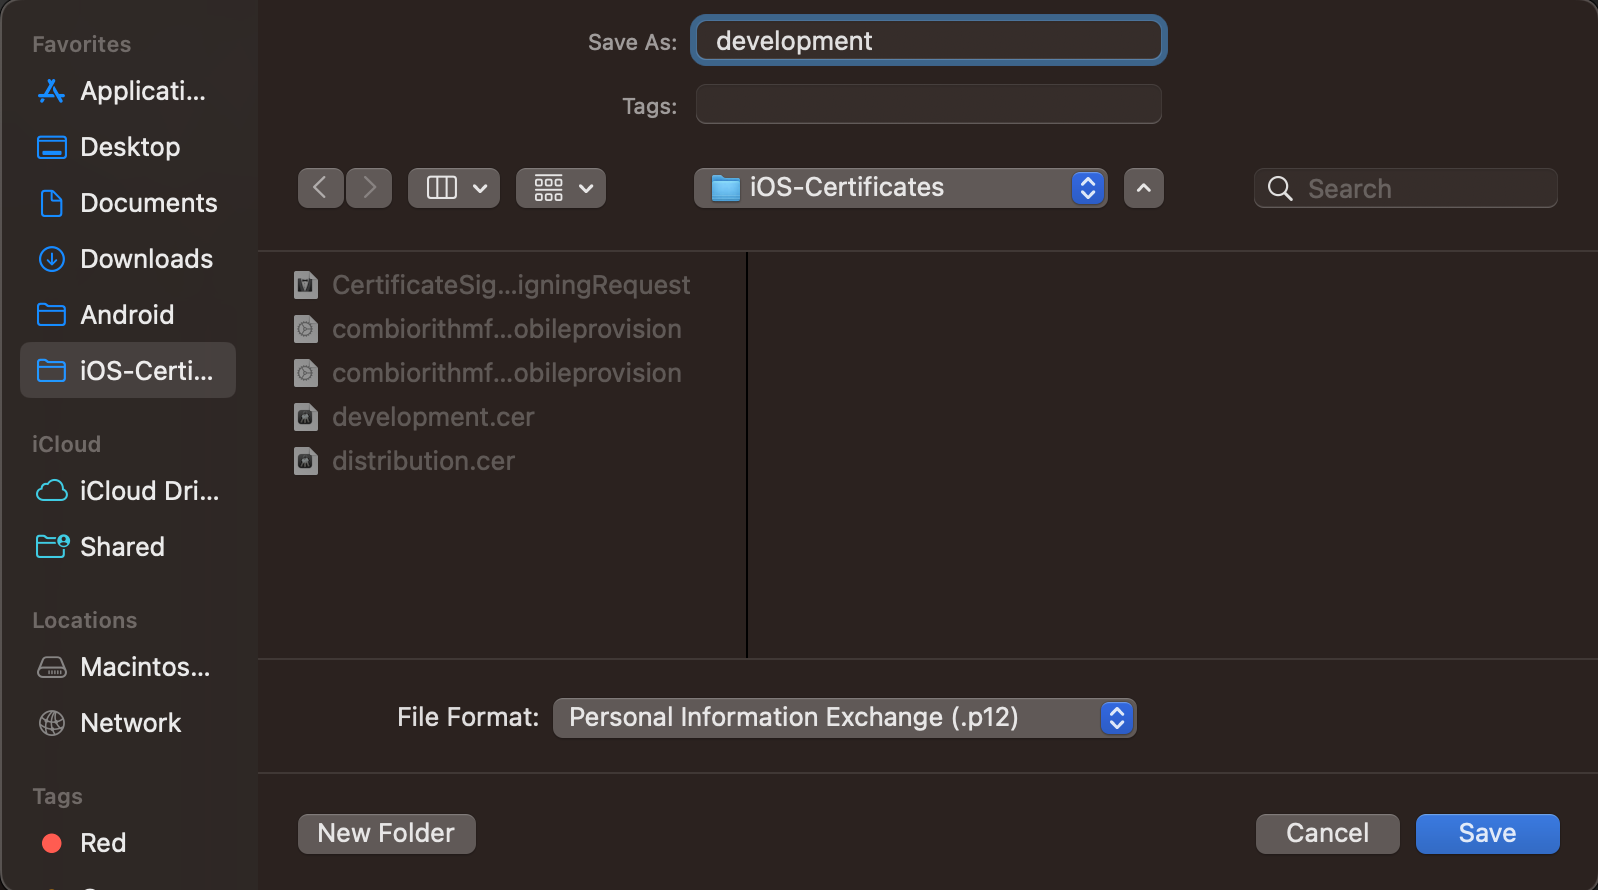 Favorites
Applicati...
Desktop
Documents
Downloads
Android
iOS-Certi...
iCloud
iCloud Dri...
Shared
Locations
Macintos...
Network
Tags
Red
Save As: development
Tags:
iOS-Certificates
Search
CertificateSig...igningRequest
combiorithmf...obileprovision
combiorithmf...obileprovision
development.cer
distribution.cer
File Format: Personal Information Exchange (.p12)
New Folder
Cancel
Save